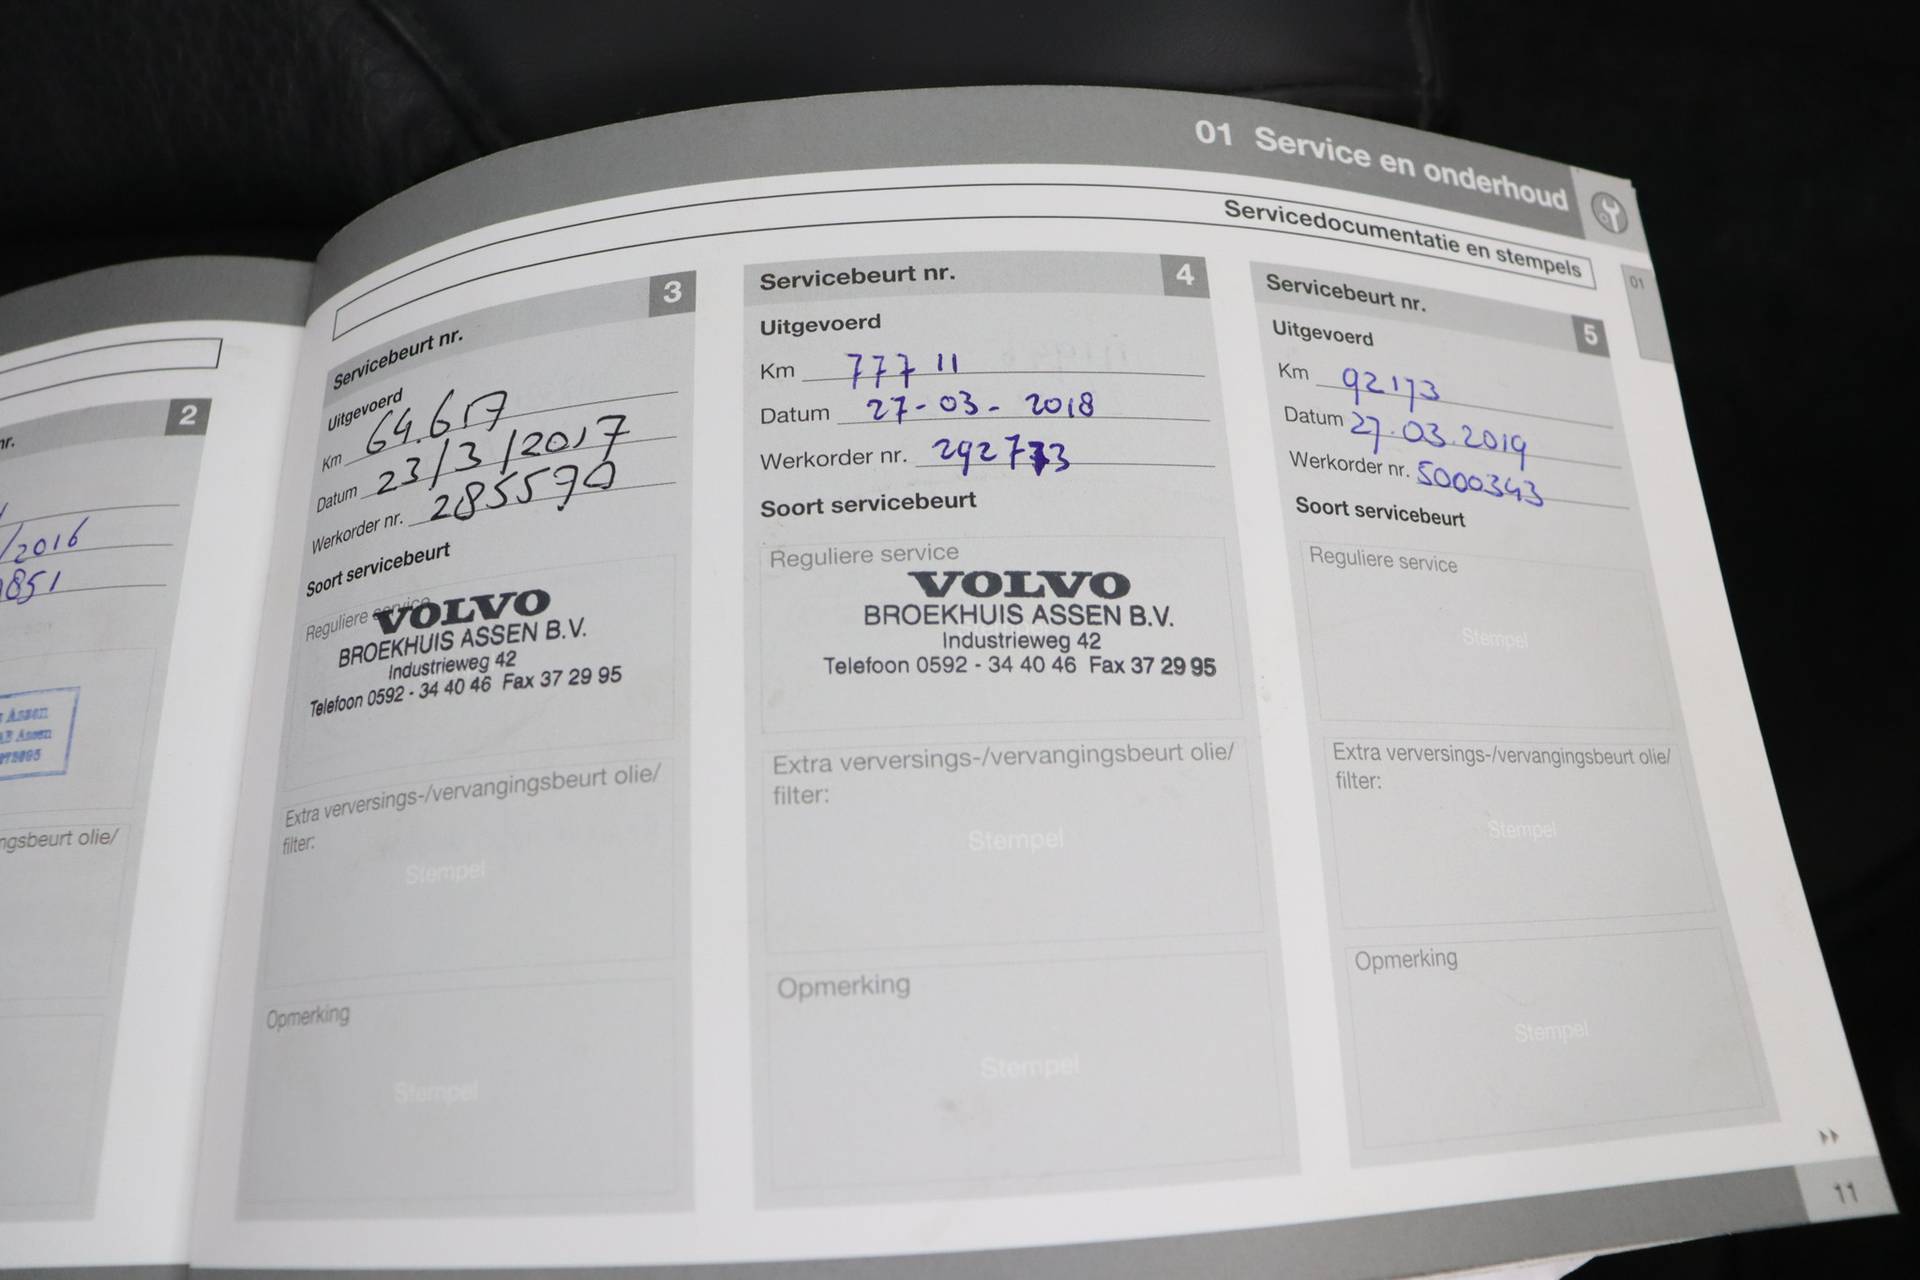 01 Service en onderhoud
Servicedocumentatie en stempels
01
nr. 2
/2016
851
Assen
Assen
ngsbeurt olie/
Servicebeurt nr. 3
Uitgevoerd
Km 64.617
Datum 23/3/2017
Werkorder nr. 285570
Soort servicebeurt
Reguliere service
VOLVO
BROEKHUIS ASSEN B.V.
Industrieweg 42
Telefoon 0592 - 34 40 46 Fax 37 29 95
Extra verversings-/vervangingsbeurt olie/
filter:
Stempel
Opmerking
Stempel
Servicebeurt nr. 4
Uitgevoerd
Km 77711
Datum 27-03-2018
Werkorder nr. 292773
Soort servicebeurt
Reguliere service
VOLVO
BROEKHUIS ASSEN B.V.
Industrieweg 42
Telefoon 0592 - 34 40 46 Fax 37 29 95
Extra verversings-/vervangingsbeurt olie/
filter:
Stempel
Opmerking
Stempel
Servicebeurt nr. 5
Uitgevoerd
Km 92173
Datum 27.03.2019
Werkorder nr. 5000343
Soort servicebeurt
Reguliere service
Stempel
Extra verversings-/vervangingsbeurt olie/
filter:
Stempel
Opmerking
Stempel
11